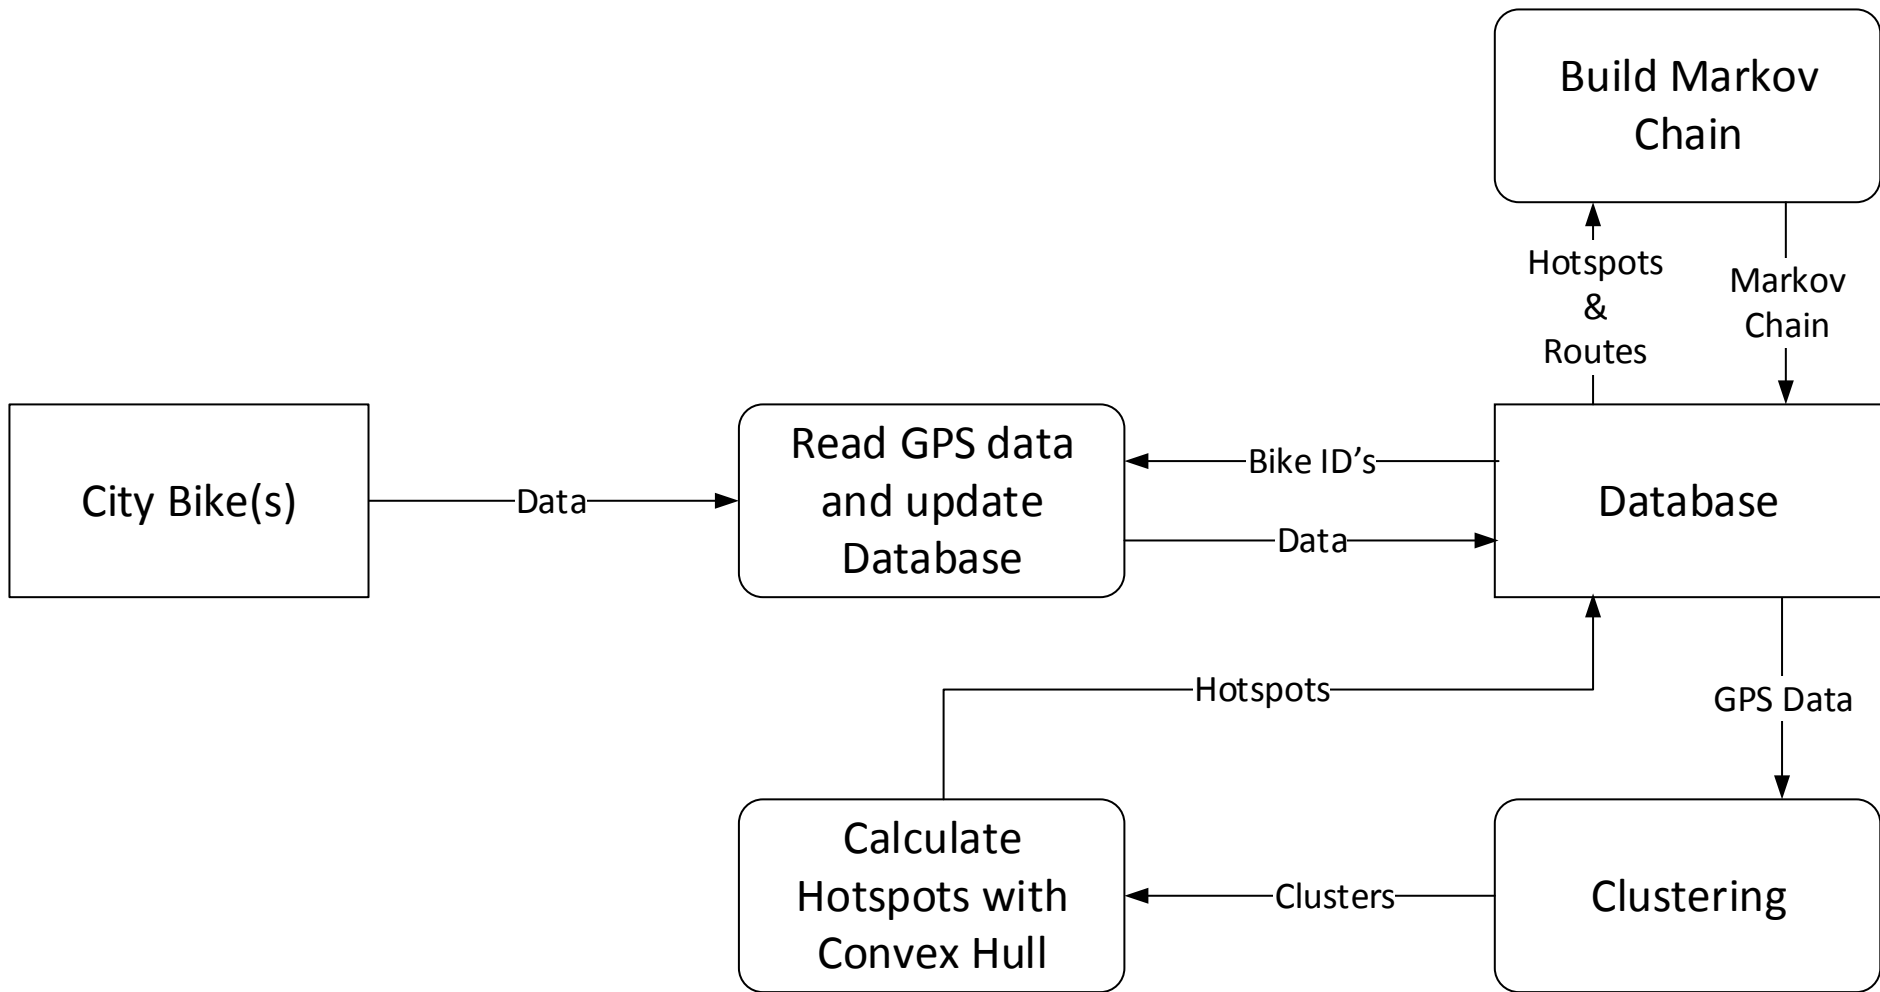 Build Markov
Chain
Hotspots
&
Routes
Markov
Chain
City Bike(s)
Data
Read GPS data
and update
Database
Bike ID’s
Data
Database
Hotspots
GPS Data
Calculate
Hotspots with
Convex Hull
Clusters
Clustering